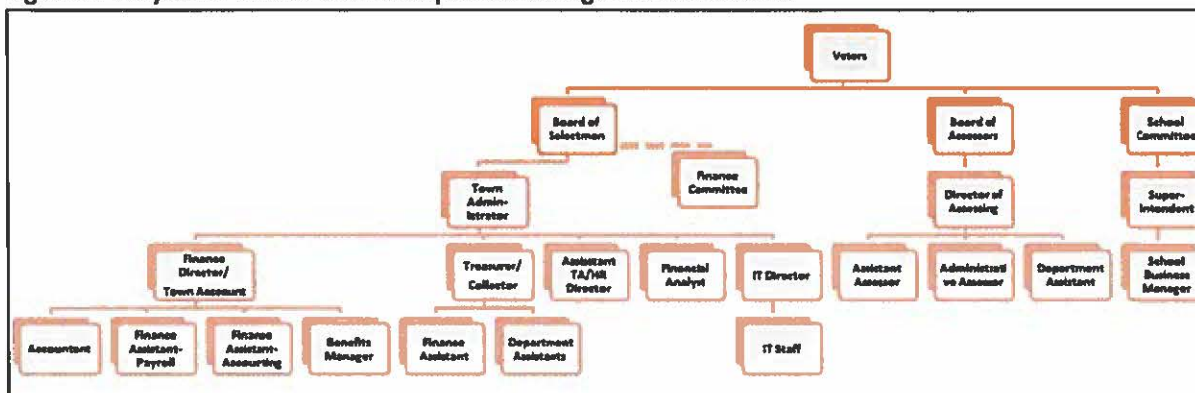 Voters
Board of
Selectmen
Board of
Assessors
School
Committee
Finance
Committee
Town
Admin-
istrator
Director of
Assessing
Super-
Intendent
Finance
Director/
Town Account
Treasurer/
Collector
Assistant
TA/HR
Director
Financial
Analyst
IT Director
Assistant
Assessor
Administrati
ve Assessor
Department
Assistant
School
Business
Manager
Accountant
Finance
Assistant-
Payroll
Finance
Assistant-
Accounting
Benefits
Manager
Finance
Assistant
Department
Assistants
IT Staff